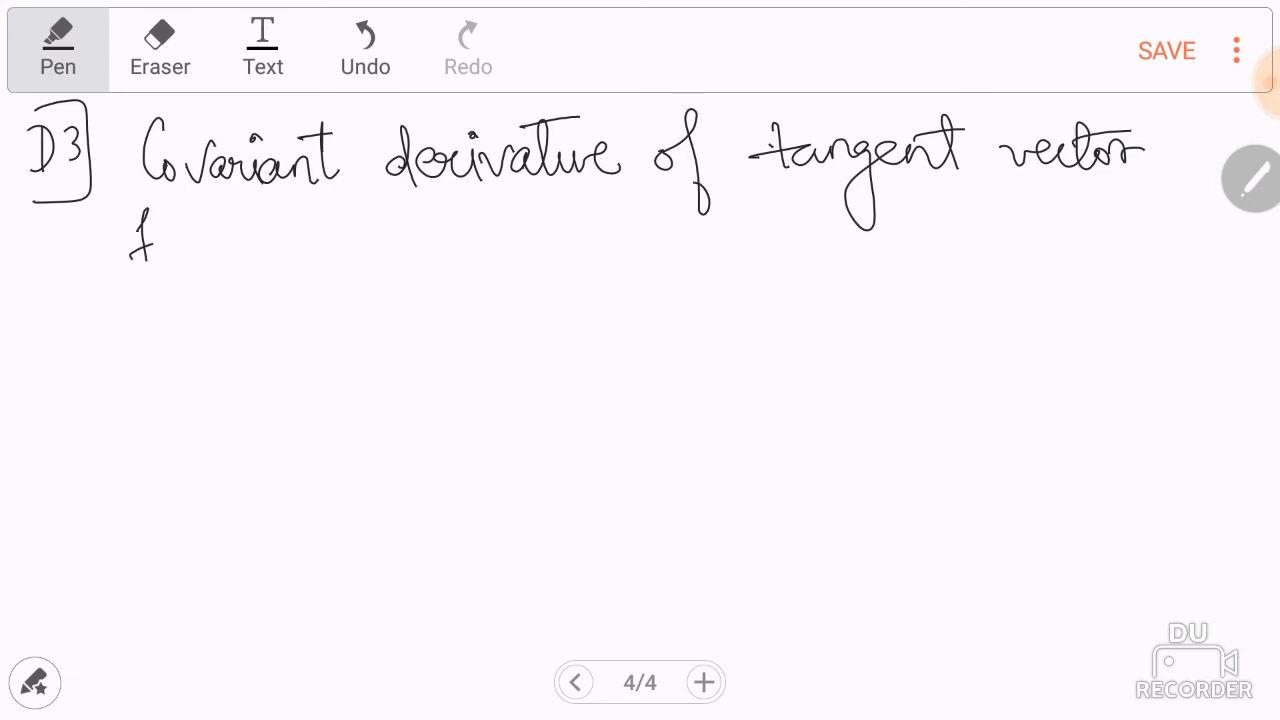 Pen Eraser Text Undo Redo SAVE
D3] Covariant derivative of tangent vector
f
4/4
DU
RECORDER